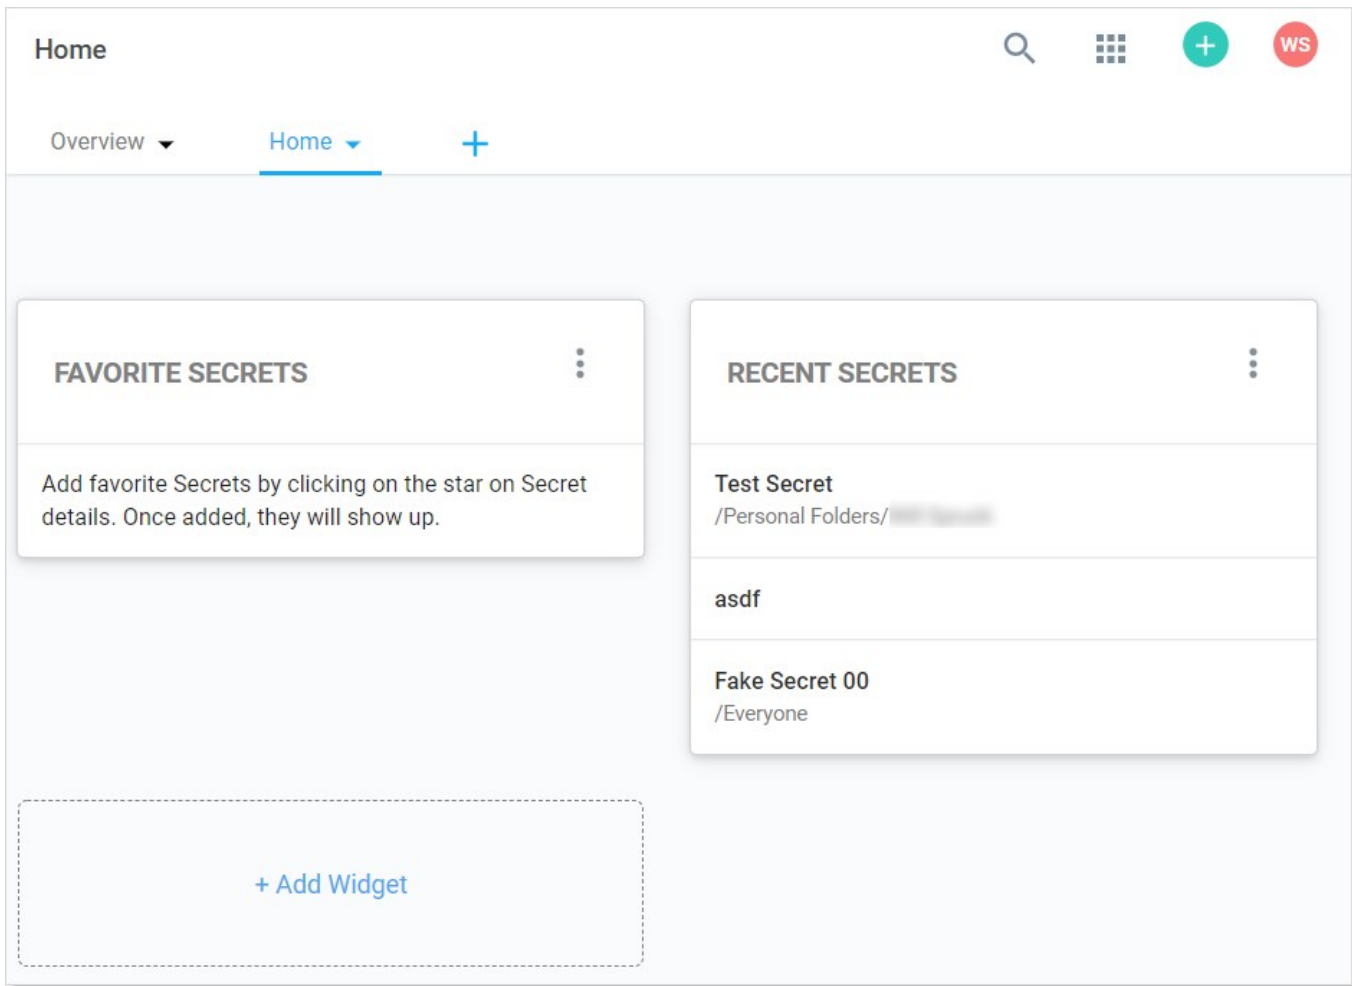 Home
WS
Overview
Home
FAVORITE SECRETS
Add favorite Secrets by clicking on the star on Secret
details. Once added, they will show up.
RECENT SECRETS
Test Secret
/Personal Folders/
asdf
Fake Secret 00
/Everyone
+ Add Widget